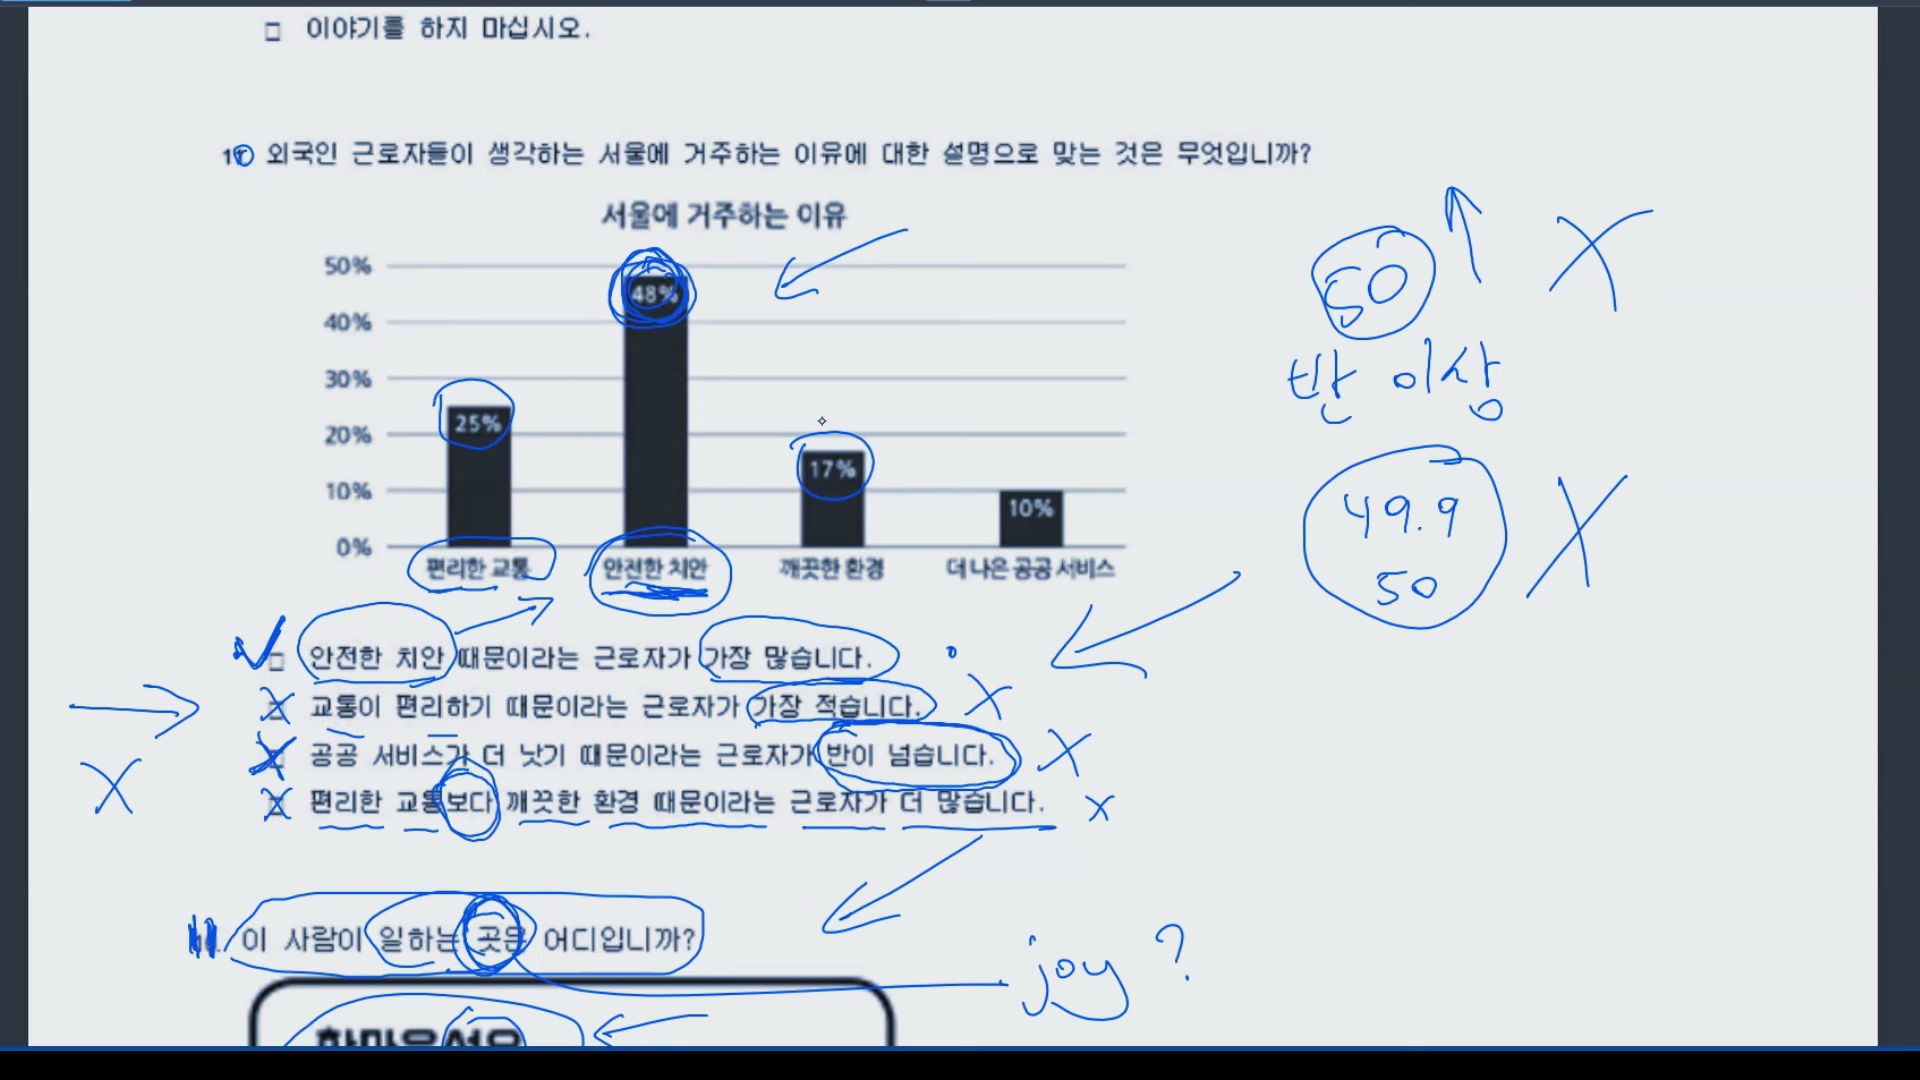 □ 이야기를 하지 마십시오.
외국인 근로자들이 생각하는 서울에 거주하는 이유에 대한 설명으로 맞는 것은 무엇입니까?
서울에 거주하는 이유
50%
40%
30%
20%
10%
0%
25%
48%
17%
10%
편리한 교통
안전한 치안
깨끗한 환경
더 나은 공공 서비스
50
반 이상
49.9
50
□ 안전한 치안 때문이라는 근로자가 가장 많습니다.
□ 교통이 편리하기 때문이라는 근로자가 가장 적습니다.
□ 공공 서비스가 더 낫기 때문이라는 근로자가 반이 넘습니다.
□ 편리한 교통보다 깨끗한 환경 때문이라는 근로자가 더 많습니다.
이 사람이 일하는 곳은 어디입니까?
joy ?